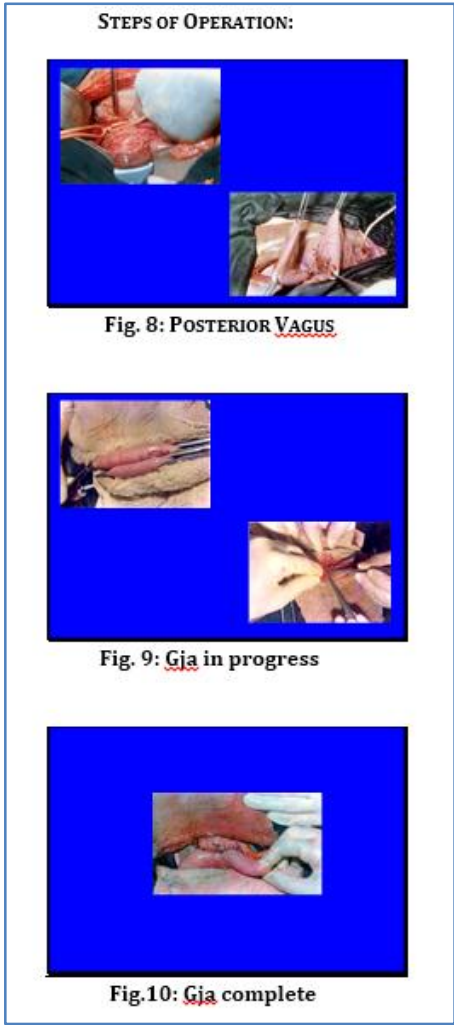 STEPS OF OPERATION:
Fig. 8: POSTERIOR VAGUS
Fig. 9: Gja in progress
Fig.10: Gja complete